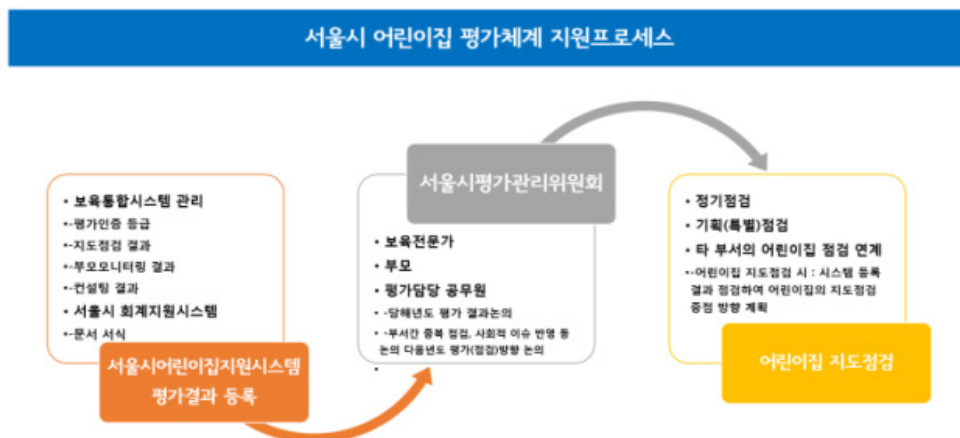 서울시 어린이집 평가체계 지원프로세스
• 보육통합시스템 관리
• -평가인증 등급
• -지도점검 결과
• -부모모니터링 결과
• -컨설팅 결과
• 서울시 회계지원시스템
• -문서 서식
서울시어린이집지원시스템
평가결과 등록
서울시평가관리위원회
• 보육전문가
• 부모
• 평가담당 공무원
• -당해년도 평가 결과논의
• -부서간 중복 점검, 사회적 이슈 반영 등
논의 다음년도 평가(점검)방향 논의
•
• 정기점검
• 기획(특별)점검
• 타 부서의 어린이집 점검 연계
• -어린이집 지도점검 시 : 시스템 등록
결과 점검하여 어린이집의 지도점검
중점 방향 계획
어린이집 지도점검